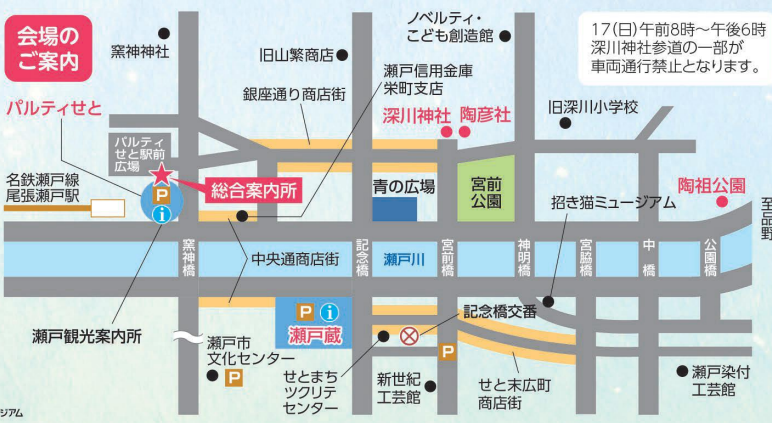 会場の
ご案内
窯神神社
旧山繁商店
ノベルティ・
こども創造館
17(日)午前8時～午後6時
深川神社参道の一部が
車両通行禁止となります。
瀬戸信用金庫
栄町支店
銀座通り商店街
パルティせと
深川神社
陶彦社
旧深川小学校
パルティ
せと駅前
広場
総合案内所
名鉄瀬戸線
尾張瀬戸駅
P
i
青の広場
宮前
公園
招き猫ミュージアム
陶祖公園
至品野
窯神橋
中央通商店街
記念橋
瀬戸川
宮前橋
神明橋
宮脇橋
中橋
公園橋
瀬戸観光案内所
P i
瀬戸蔵
記念橋交番
瀬戸市
文化センター
P
せとまち
ツクリテ
センター
新世紀
工芸館
P
せと末広町
商店街
瀬戸染付
工芸館
ジアム